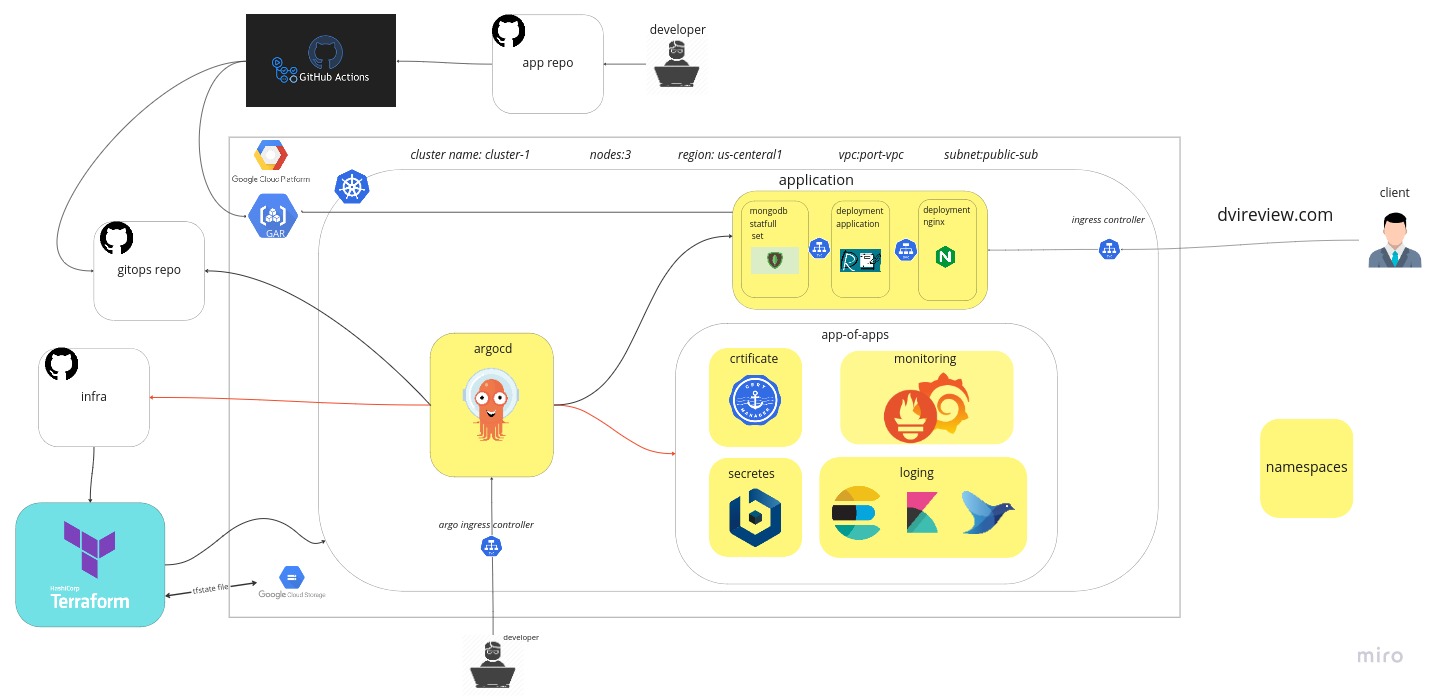 developer
app repo
GitHub Actions
Google Cloud Platform
cluster name: cluster-1
nodes:3
region: us-centeral1
vpc:port-vpc
subnet:public-sub
application
GAR
mongodb
statfull
set
deployment
application
deployment
nginx
ingress controller
dvireview.com
client
gitops repo
argocd
app-of-apps
crtificate
CERT
MANAGER
monitoring
infra
secretes
loging
namespaces
argo ingress controller
HashiCorp
Terraform
tfstate file
Google Cloud Storage
developer
miro